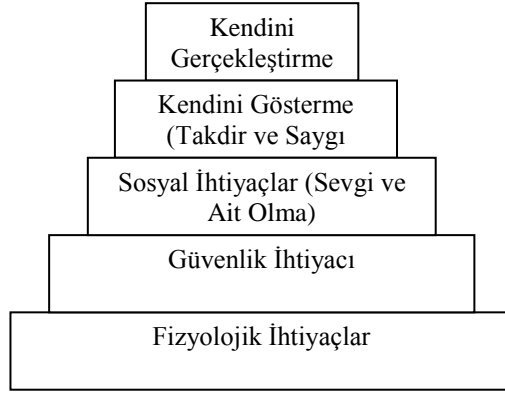 Kendini
Gerçekleştirme
Kendini Gösterme
(Takdir ve Saygı
Sosyal İhtiyaçlar (Sevgi ve
Ait Olma)
Güvenlik İhtiyacı
Fizyolojik İhtiyaçlar